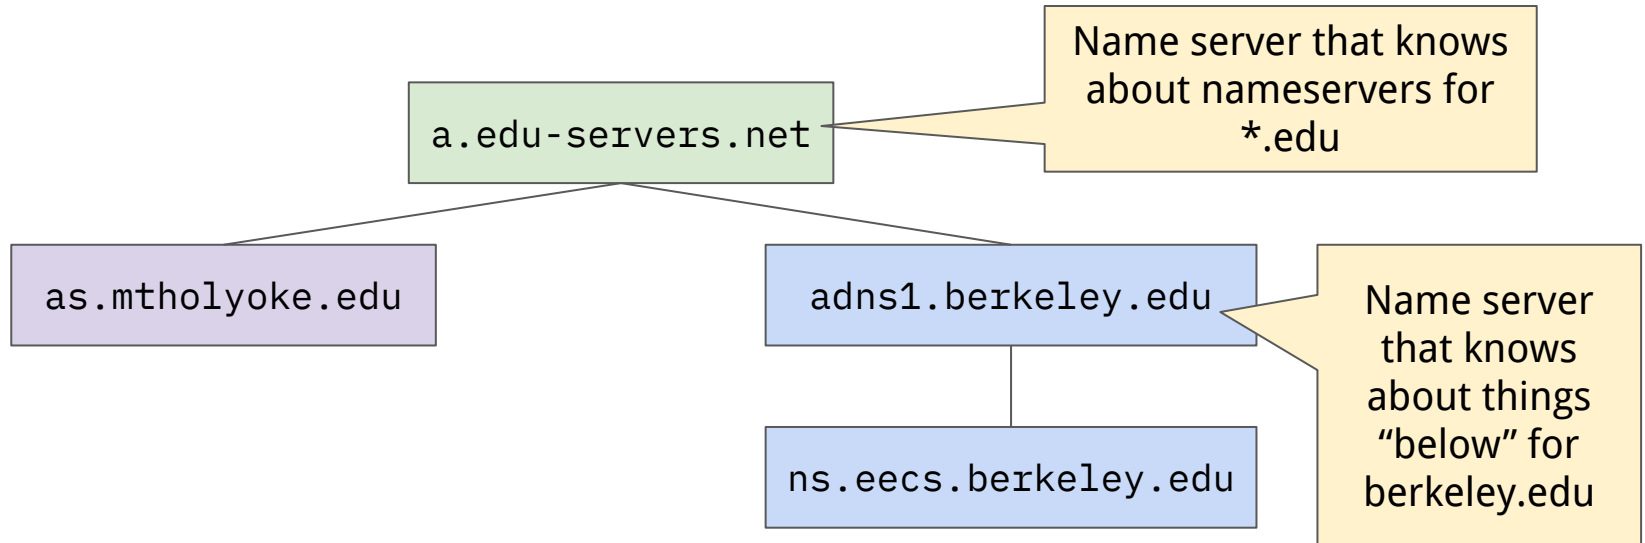 Name server that knows
about nameservers for
*.edu
a.edu-servers.net
as.mtholyoke.edu
adns1.berkeley.edu
Name server
that knows
about things
“below” for
berkeley.edu
ns.eecs.berkeley.edu